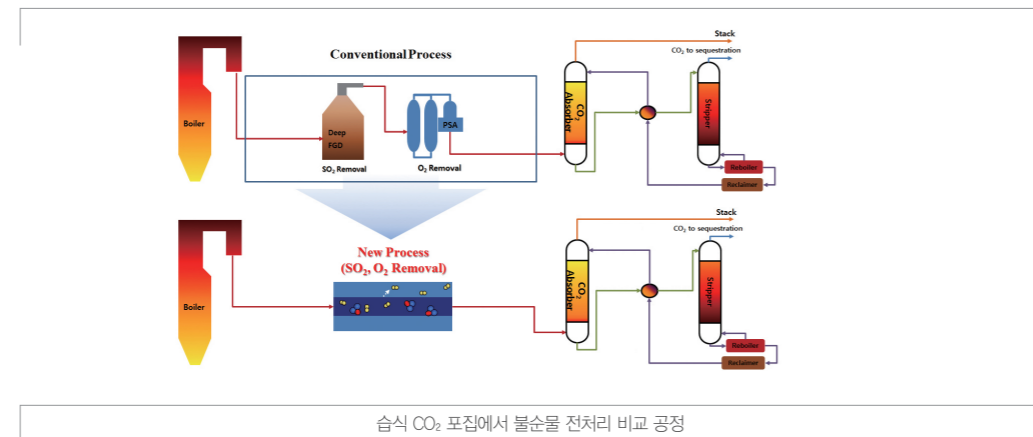 Stack
CO₂ to sequestration
Conventional Process
Boiler
Deep
FGD
SO₂ Removal
PSA
O₂ Removal
CO₂
Absorber
Stripper
Reboiler
Reclaimer
Stack
CO₂ to sequestration
New Process
(SO₂, O₂ Removal)
Boiler
CO₂
Absorber
Stripper
Reboiler
Reclaimer
습식 CO₂ 포집에서 불순물 전처리 비교 공정